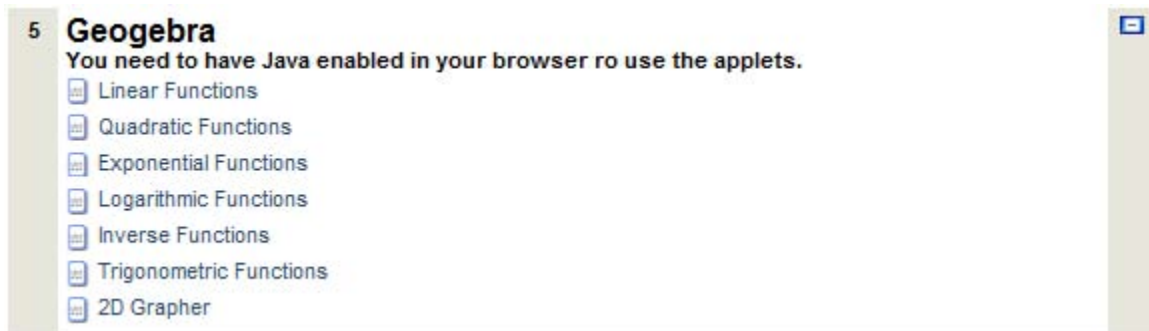 5 Geogebra
You need to have Java enabled in your browser ro use the applets.
Linear Functions
Quadratic Functions
Exponential Functions
Logarithmic Functions
Inverse Functions
Trigonometric Functions
2D Grapher